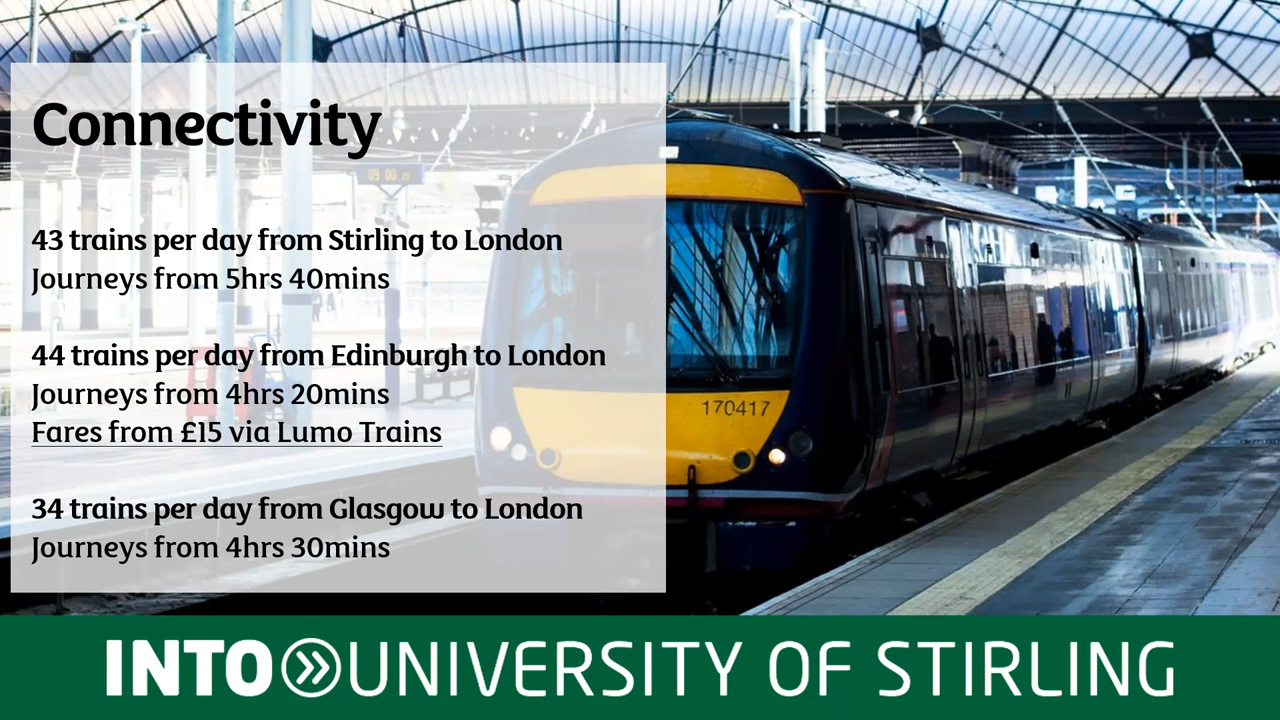 Connectivity
09:00
43 trains per day from Stirling to London
Journeys from 5hrs 40mins
44 trains per day from Edinburgh to London
Journeys from 4hrs 20mins
Fares from £15 via Lumo Trains
170417
34 trains per day from Glasgow to London
Journeys from 4hrs 30mins
INTO UNIVERSITY OF STIRLING